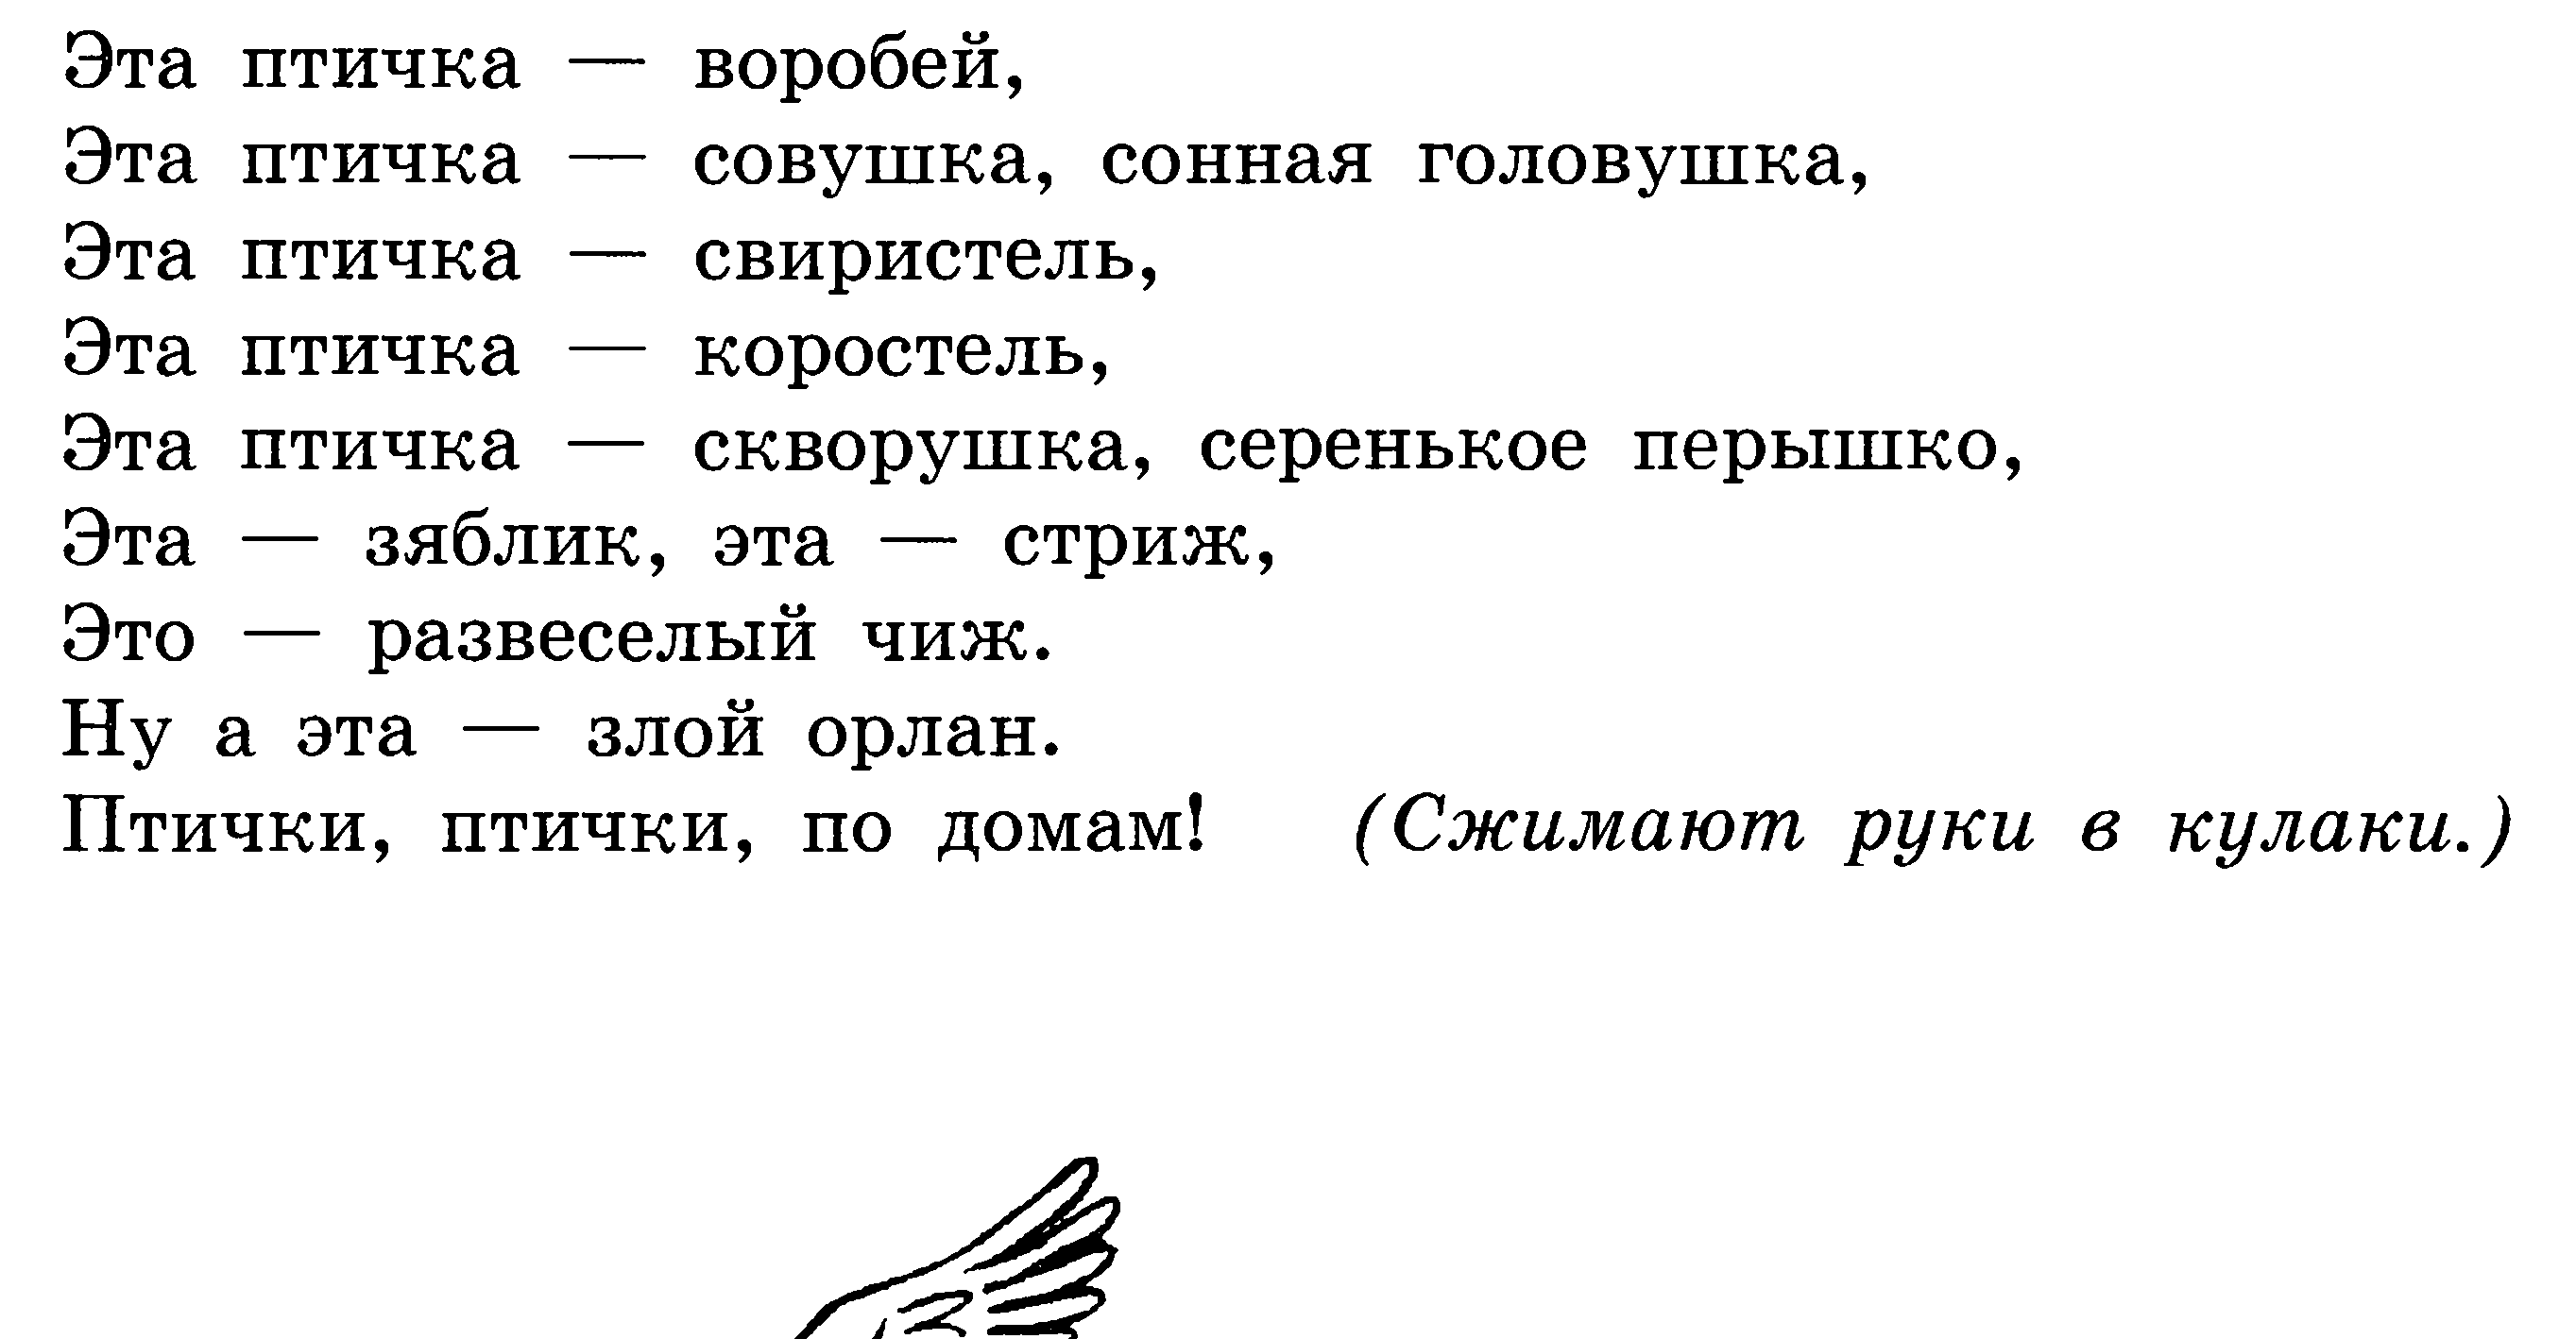 Эта птичка — воробей,
Эта птичка — совушка, сонная головушка,
Эта птичка — свиристель,
Эта птичка — коростель,
Эта птичка — скворушка, серенькое перышко,
Эта — зяблик, эта — стриж,
Это — развеселый чиж.
Ну а эта — злой орлан.
Птички, птички, по домам! (Сжимают руки в кулаки.)